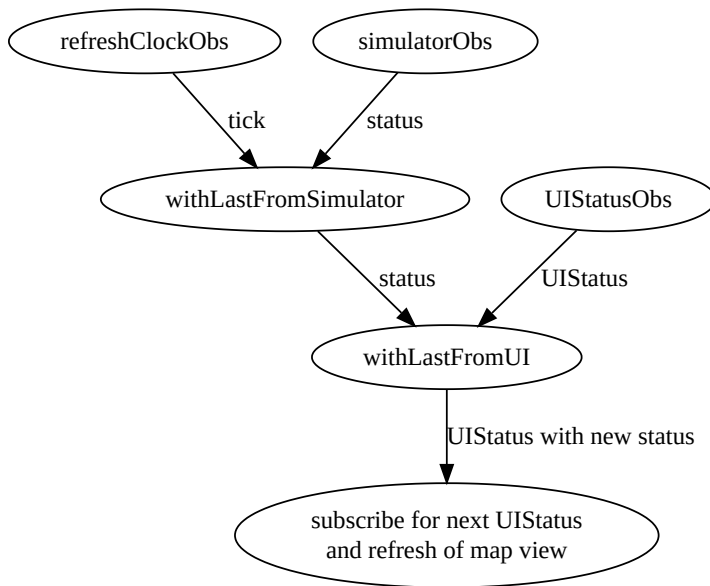 refreshClockObs
simulatorObs
tick
status
withLastFromSimulator
UIStatusObs
status
UIStatus
withLastFromUI
UIStatus with new status
subscribe for next UIStatus
and refresh of map view